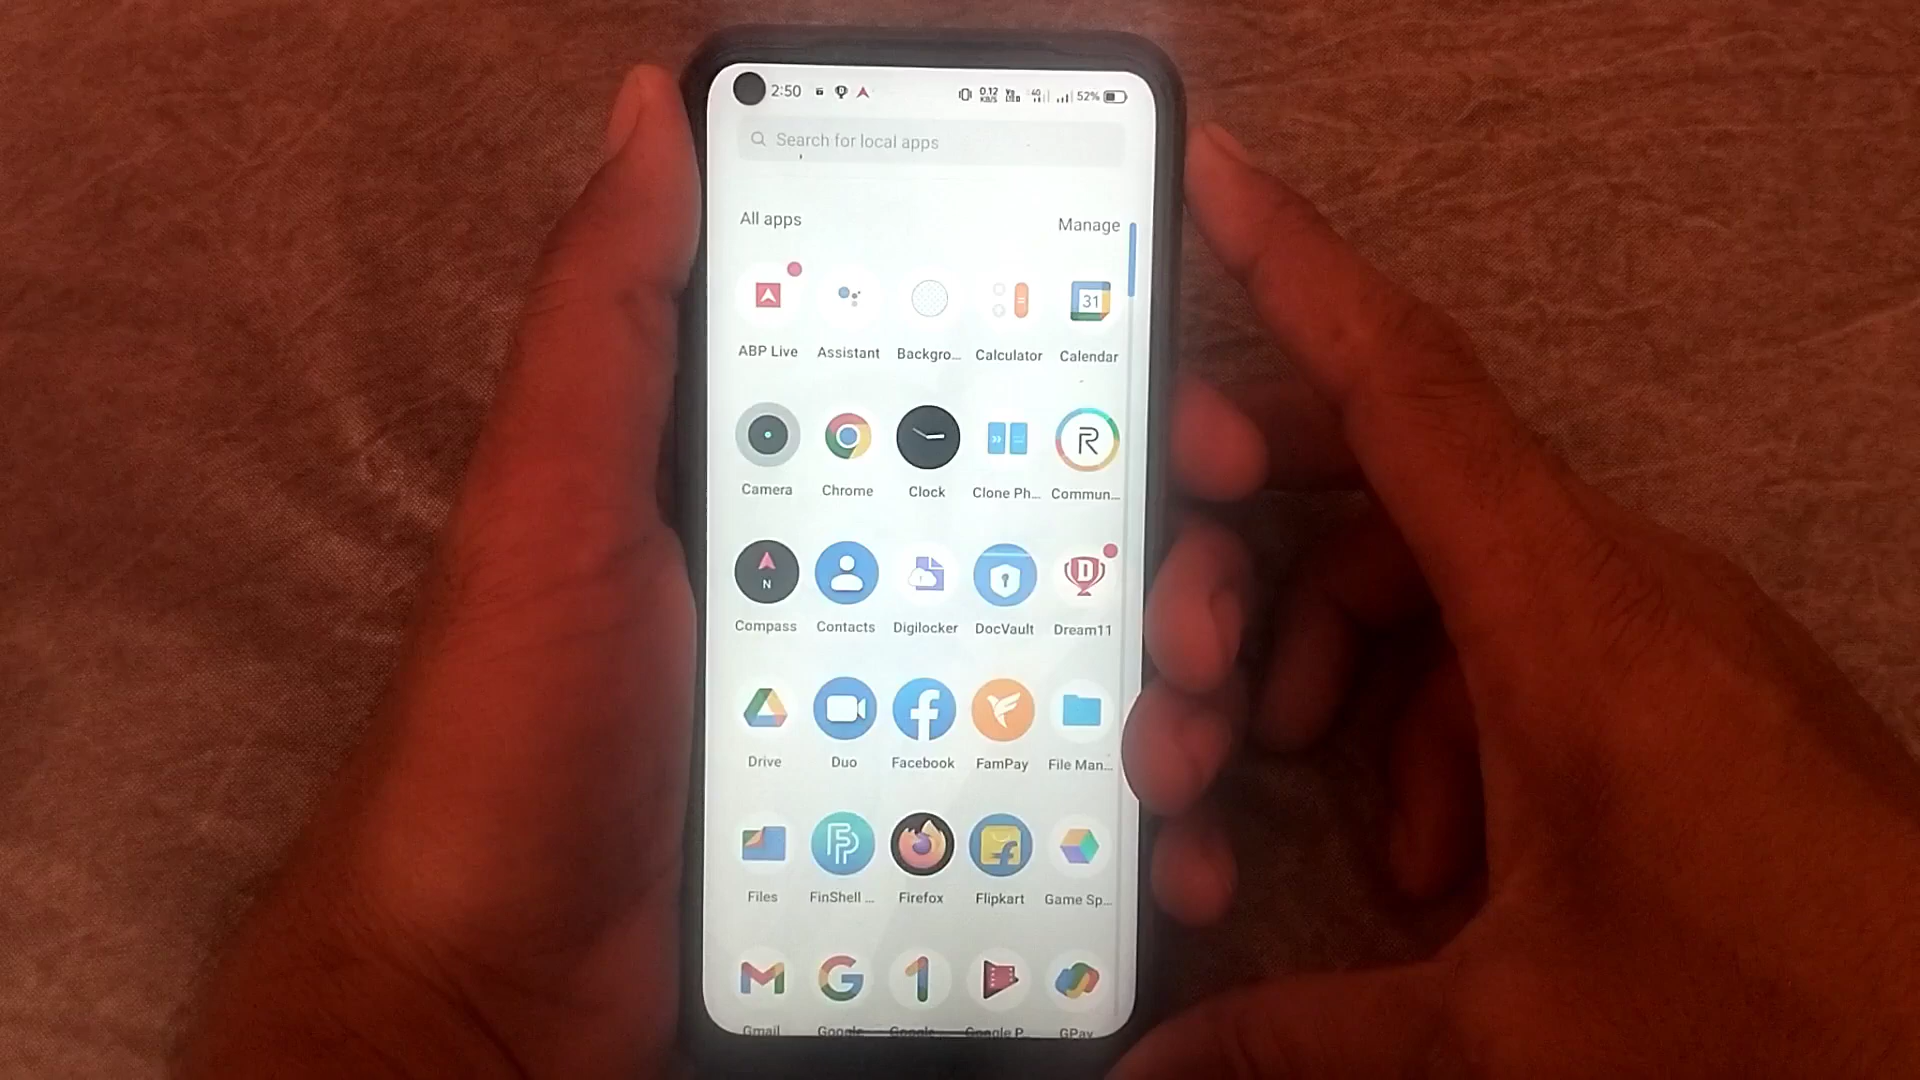 2:50 0.12 KB/S 4G 52%
Search for local apps
All apps Manage
31
ABP Live Assistant Backgro... Calculator Calendar
R
Camera Chrome Clock Clone Ph... Commun...
N D
Compass Contacts Digilocker DocVault Dream11
Drive Duo Facebook FamPay File Man...
Files FinShell ... Firefox Flipkart Game Sp...
Gmail Google Google Google P... GPay